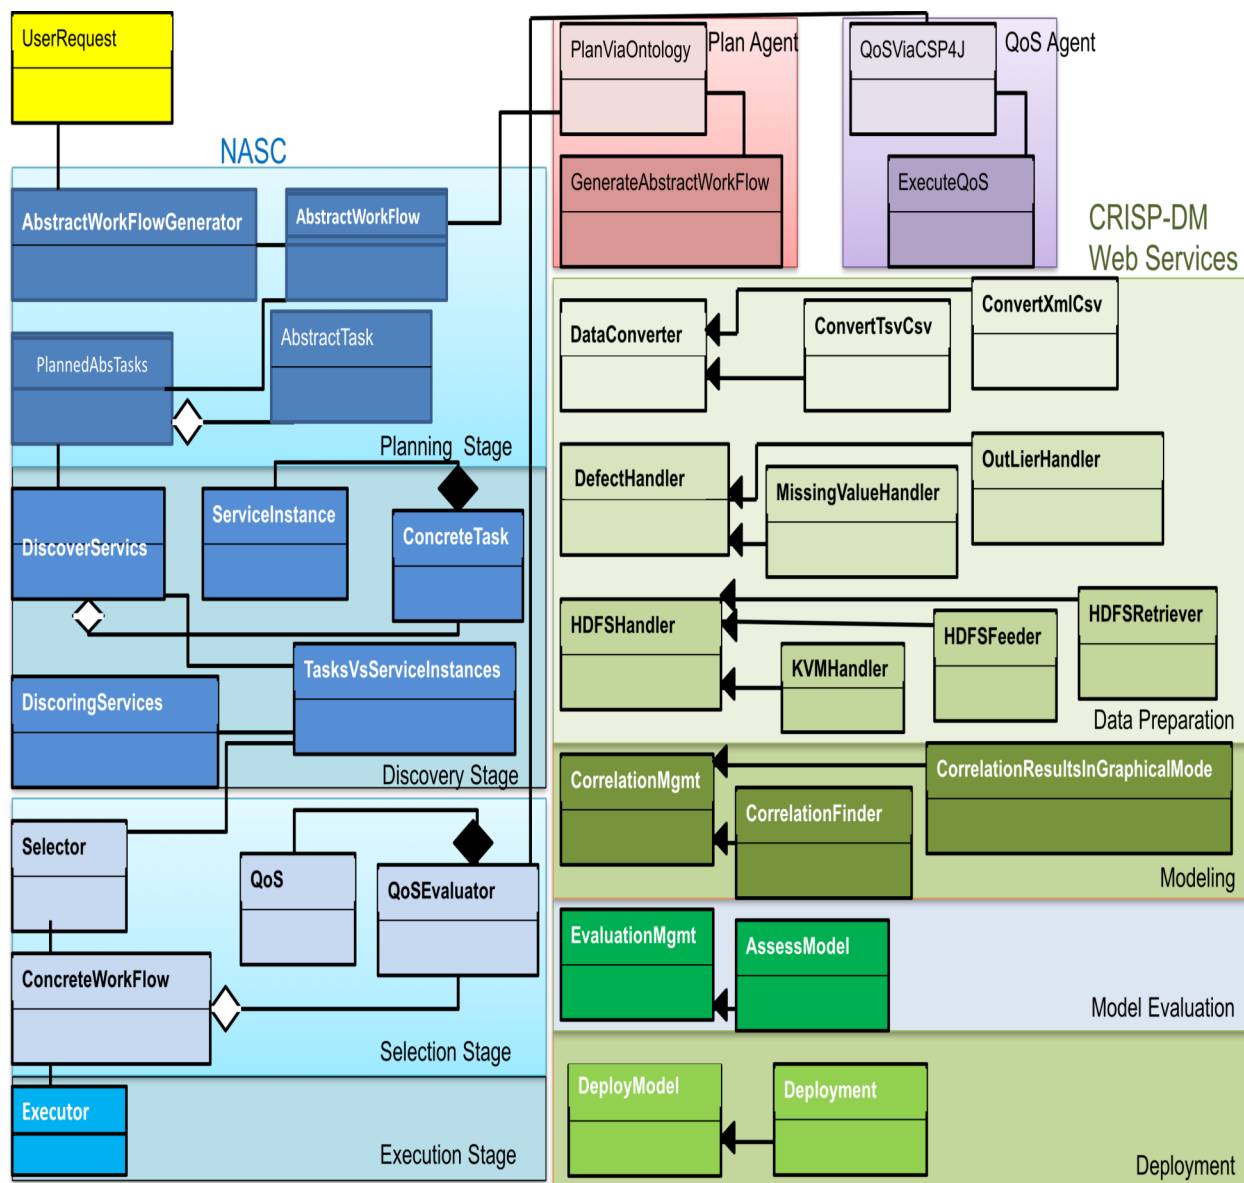 UserRequest
NASC
AbstractWorkFlowGenerator
AbstractWorkFlow
PlannedAbsTasks
AbstractTask
Planning Stage
DiscoverServics
ServiceInstance
ConcreteTask
TasksVsServiceInstances
DiscoringServices
Discovery Stage
Selector
QoS
QoSEvaluator
ConcreteWorkFlow
Selection Stage
Executor
Execution Stage
PlanViaOntology
Plan Agent
GenerateAbstractWorkFlow
QoSViaCSP4J
QoS Agent
ExecuteQoS
CRISP-DM
Web Services
DataConverter
ConvertTsvCsv
ConvertXmlCsv
DefectHandler
MissingValueHandler
OutLierHandler
HDFSHandler
KVMHandler
HDFSFeeder
HDFSRetriever
Data Preparation
CorrelationMgmt
CorrelationFinder
CorrelationResultsInGraphicalMode
Modeling
EvaluationMgmt
AssessModel
Model Evaluation
DeployModel
Deployment
Deployment